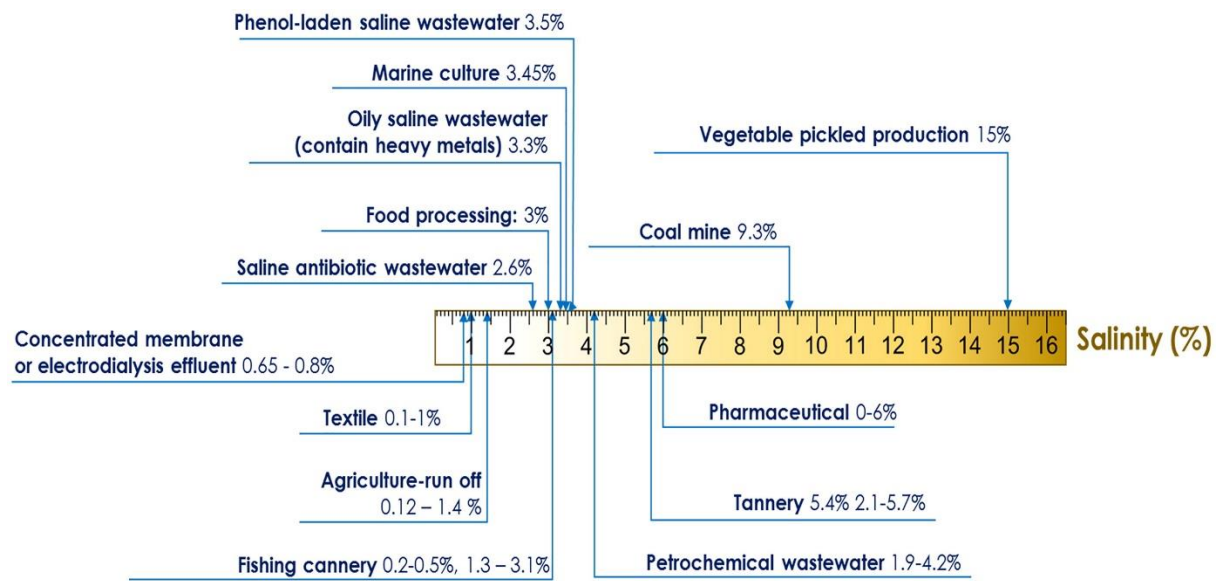 Phenol-laden saline wastewater 3.5%
Marine culture 3.45%
Oily saline wastewater
(contain heavy metals) 3.3%
Vegetable pickled production 15%
Food processing: 3%
Coal mine 9.3%
Saline antibiotic wastewater 2.6%
1 2 3 4 5 6 7 8 9 10 11 12 13 14 15 16 Salinity (%)
Concentrated membrane
or electrodialysis effluent 0.65 - 0.8%
Textile 0.1-1%
Pharmaceutical 0-6%
Agriculture-run off
0.12 – 1.4 %
Tannery 5.4% 2.1-5.7%
Fishing cannery 0.2-0.5%, 1.3 – 3.1%
Petrochemical wastewater 1.9-4.2%